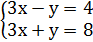 3x − y = 4
3x + y = 8